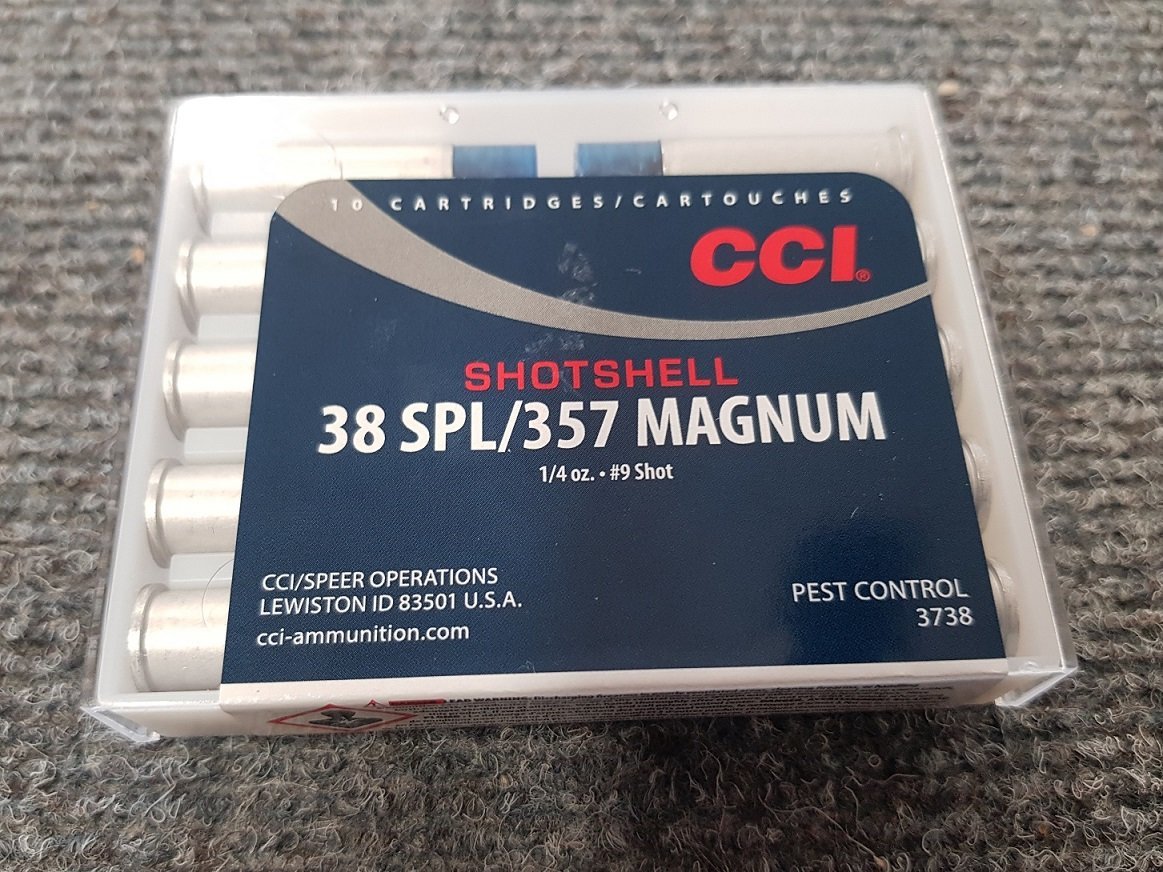 10 CARTRIDGES/CARTOUCHES
CCI®
SHOTSHELL
38 SPL/357 MAGNUM
1/4 oz. • #9 Shot
CCI/SPEER OPERATIONS
LEWISTON ID 83501 U.S.A.
cci-ammunition.com
PEST CONTROL
3738